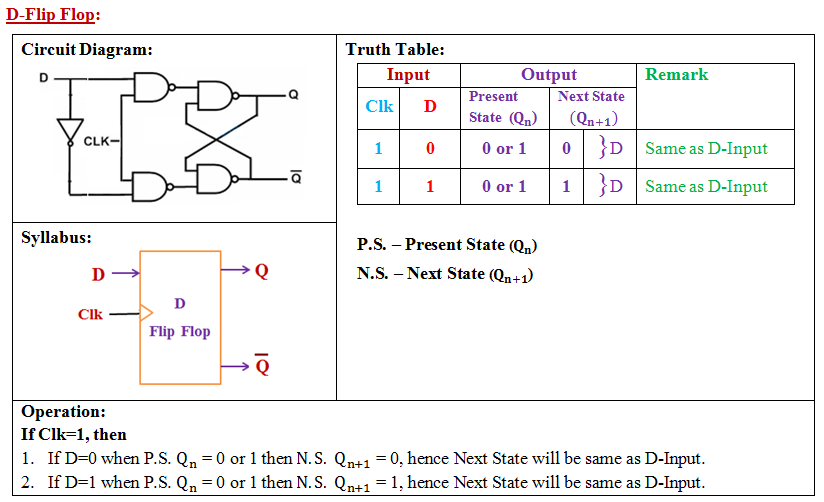 D-Flip Flop:
Circuit Diagram:
D
CLK
Q
Q̅
Truth Table:
Input Output Remark
Clk D Present State (Qn) Next State (Qn+1)
1 0 0 or 1 0 }D Same as D-Input
1 1 0 or 1 1 }D Same as D-Input
P.S. – Present State (Qn)
N.S. – Next State (Qn+1)
Syllabus:
D
Q
Clk
D
Flip Flop
Q̅
Operation:
If Clk=1, then
1. If D=0 when P.S. Qn = 0 or 1 then N.S. Qn+1 = 0, hence Next State will be same as D-Input.
2. If D=1 when P.S. Qn = 0 or 1 then N.S. Qn+1 = 1, hence Next State will be same as D-Input.